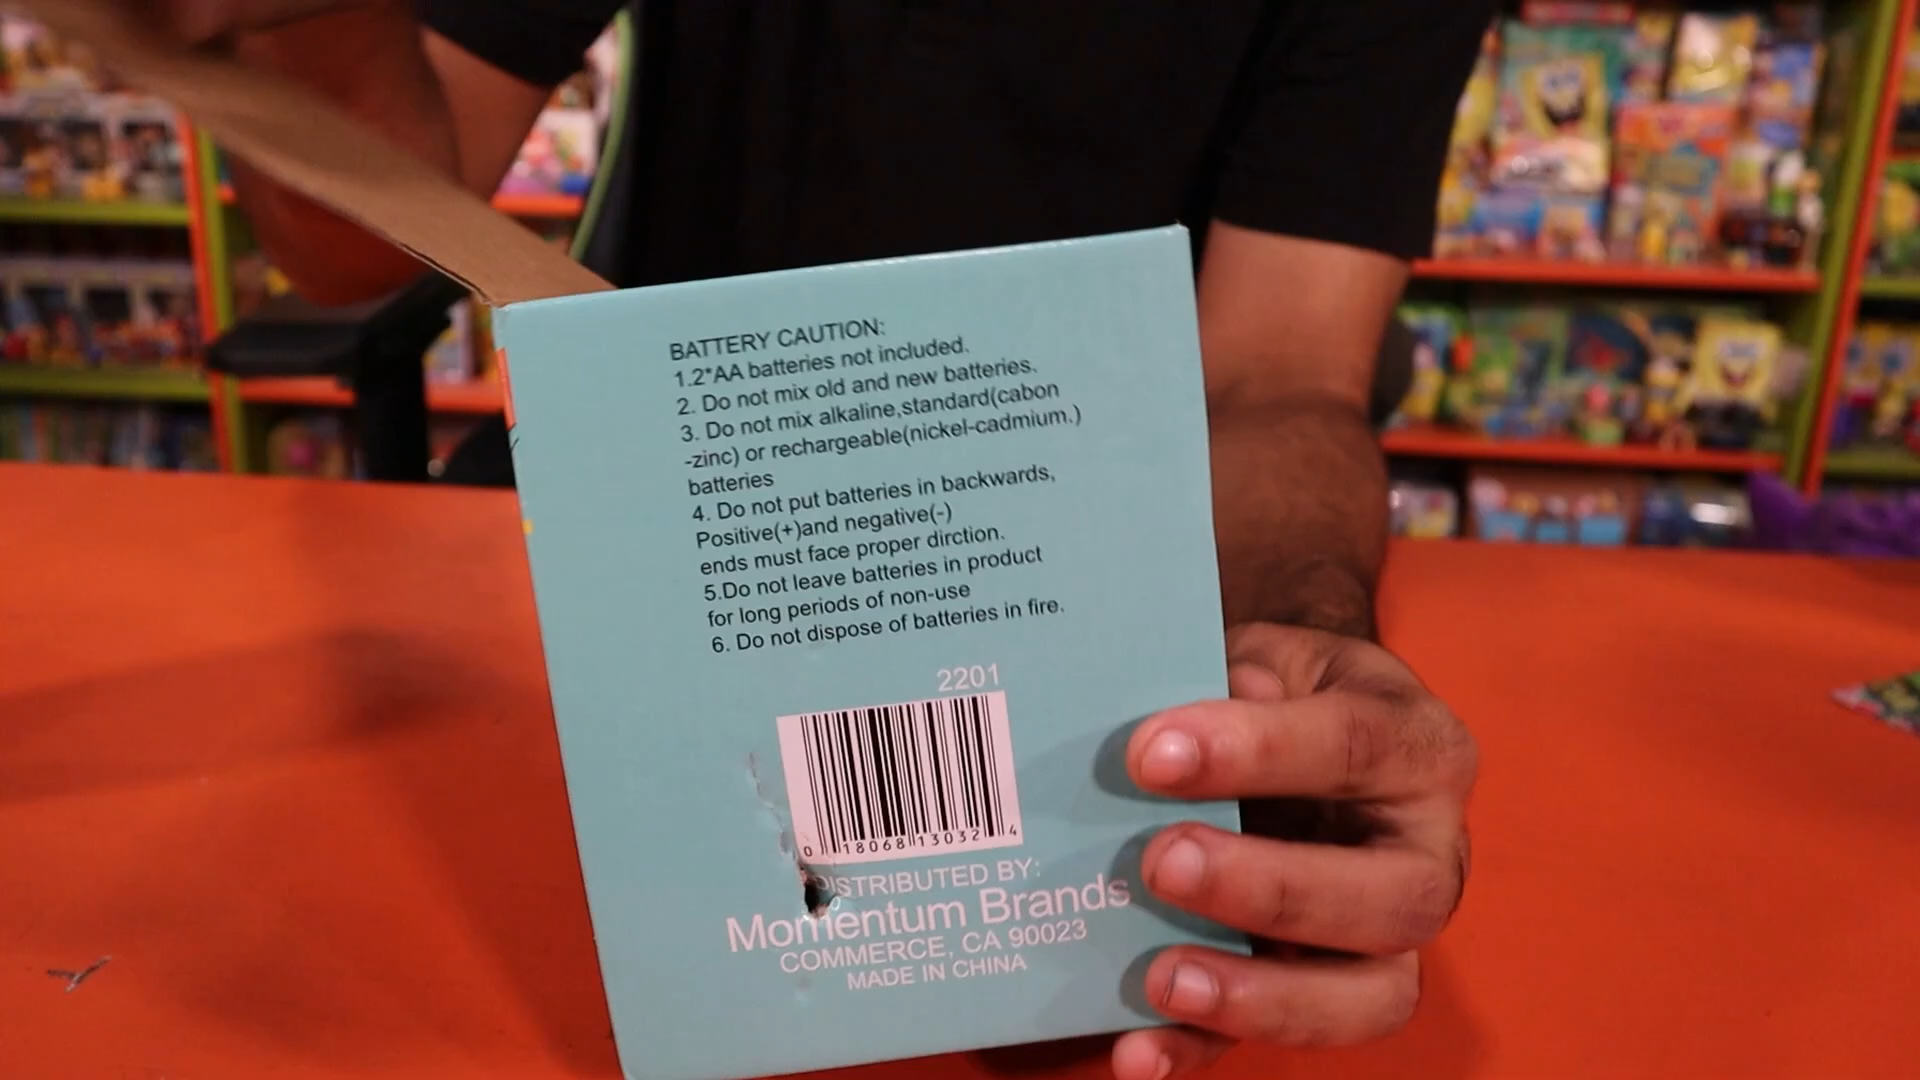 BATTERY CAUTION:
1.2*AA batteries not included.
2. Do not mix old and new batteries.
3. Do not mix alkaline,standard(cabon
-zinc) or rechargeable(nickel-cadmium.)
batteries
4. Do not put batteries in backwards,
Positive(+)and negative(-)
ends must face proper dirction.
5.Do not leave batteries in product
for long periods of non-use
6. Do not dispose of batteries in fire.
2201
0 18068 13032 4
DISTRIBUTED BY:
Momentum Brands
COMMERCE, CA 90023
MADE IN CHINA